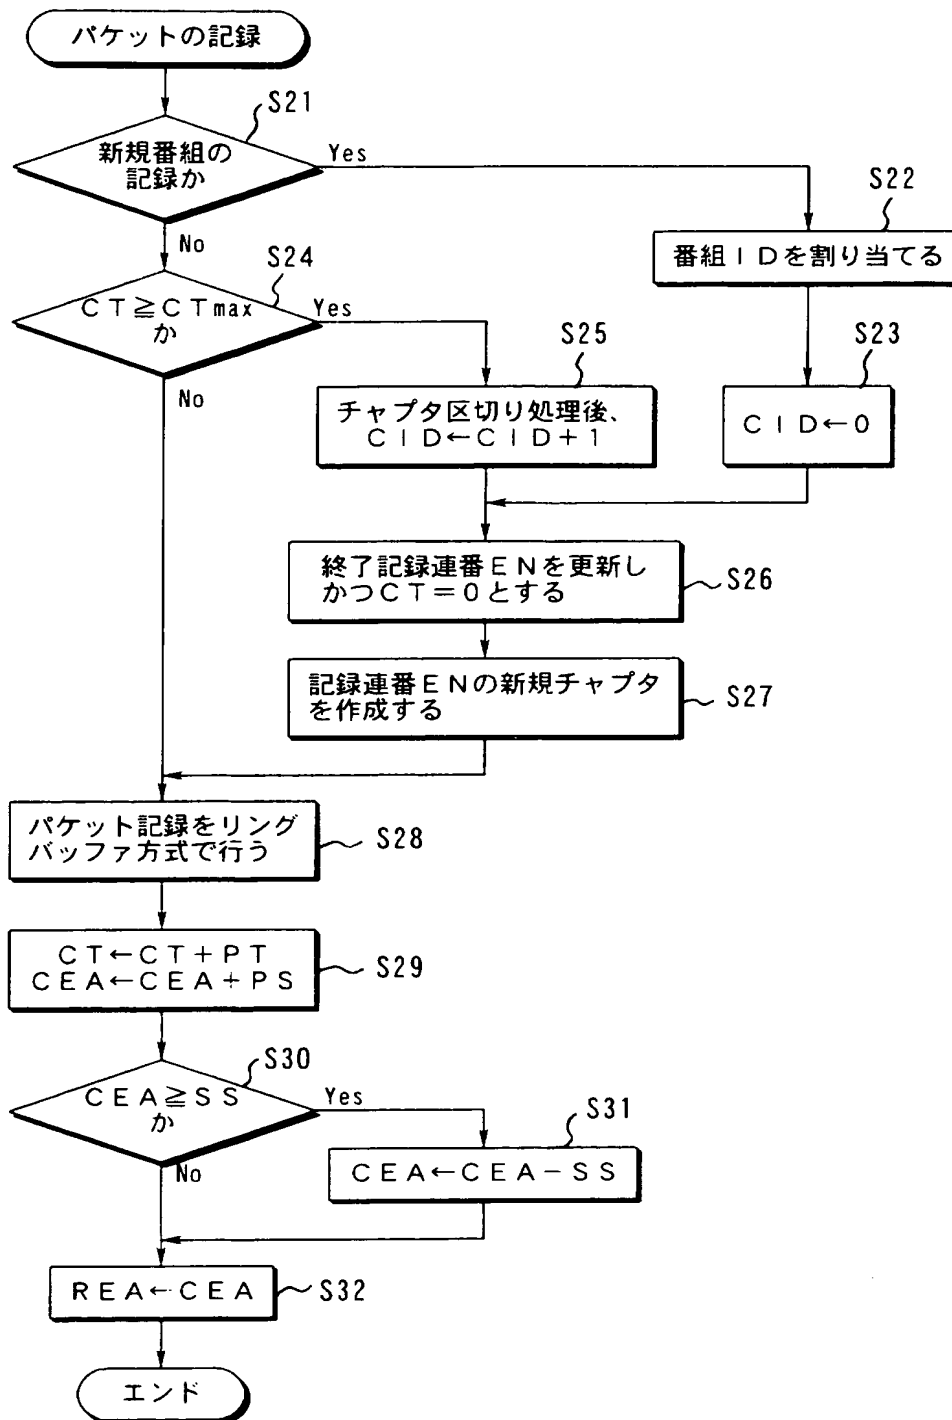 パケットの記録
S21
新規番組の
記録か
Yes
No
S22
番組IDを割り当てる
S24
CT≧CTmax
か
Yes
No
S25
チャプタ区切り処理後、
CID←CID+1
S23
CID←0
終了記録連番ENを更新し
かつCT=0とする
S26
記録連番ENの新規チャプタ
を作成する
S27
パケット記録をリング
バッファ方式で行う
S28
CT←CT+PT
CEA←CEA+PS
S29
S30
CEA≧SS
か
Yes
No
S31
CEA←CEA-SS
REA←CEA
S32
エンド